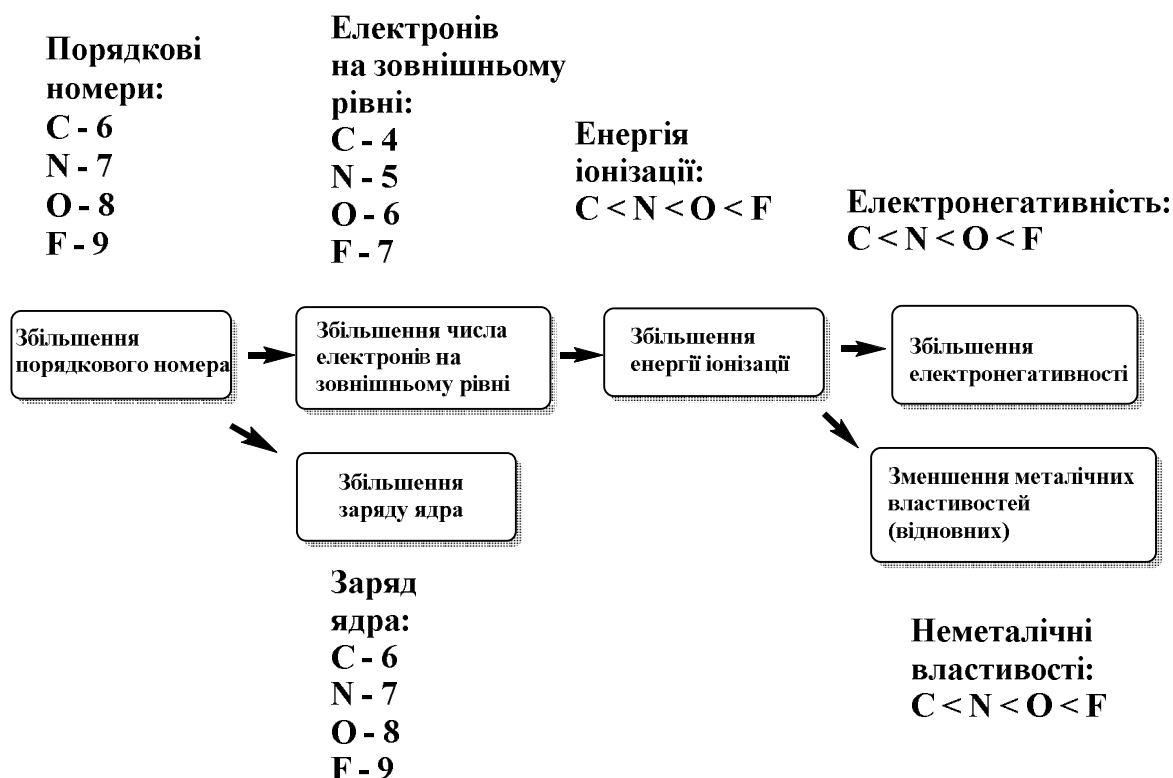 Порядкові
номери:
C - 6
N - 7
O - 8
F - 9
Електронів
на зовнішньому
рівні:
C - 4
N - 5
O - 6
F - 7
Енергія
іонізації:
C < N < O < F
Електронегативність:
C < N < O < F
Збільшення
порядкового номера
Збільшення числа
електронів на
зовнішньому рівні
Збільшення
енергії іонізації
Збільшення
електронегативності
Збільшення
заряду ядра
Зменшення металічних
властивостей
(відновних)
Заряд
ядра:
C - 6
N - 7
O - 8
F - 9
Неметалічні
властивості:
C < N < O < F